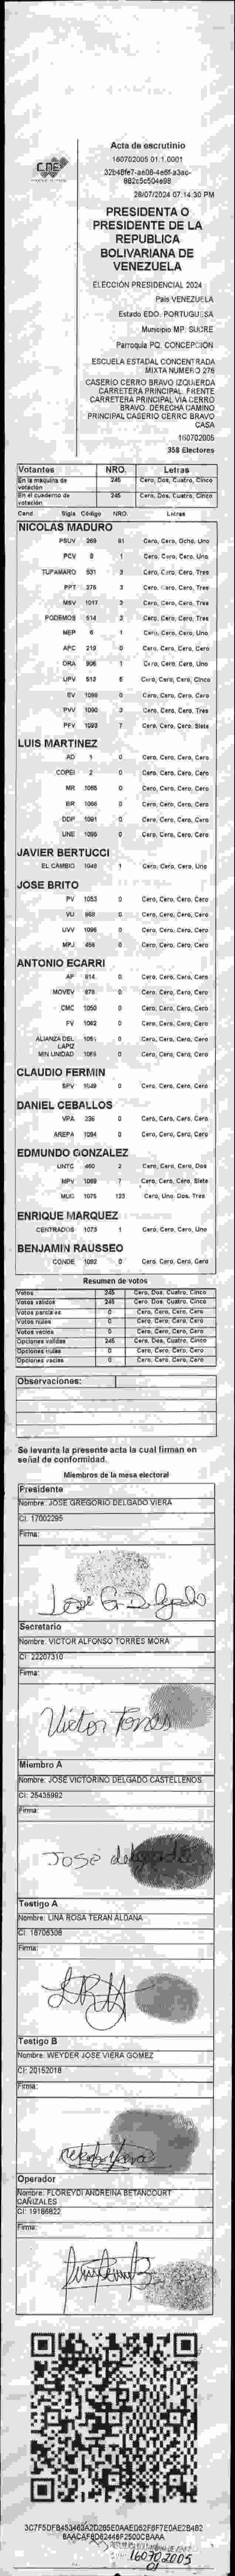 CNE
Acta de escrutinio
160702005.01.1.0001
28/07/2024 07:14:30 PM
PRESIDENTA O
PRESIDENTE DE LA
REPUBLICA
BOLIVARIANA DE
VENEZUELA
ELECCIÓN PRESIDENCIAL 2024
País VENEZUELA
Estado EDO. PORTUGUESA
Municipio MP. SUCRE
Parroquia PQ. CONCEPCION
ESCUELA ESTADAL CONCENTRADA
MIXTA NUMERO 276
CASERIO CERRO BRAVO IZQUIERDA
CARRETERA PRINCIPAL. FRENTE
CARRETERA PRINCIPAL VIA CERRO
BRAVO. DERECHA CAMINO
PRINCIPAL CASERIO CERRO BRAVO
CASA
160702005
358 Electores
Votantes NRO. Letras
En la máquina de votación 245 Cero, Dos, Cuatro, Cinco
En el cuaderno de votación 245 Cero, Dos, Cuatro, Cinco
Cand Sigla Código NRO. Letras
NICOLAS MADURO
PSUV 269 81 Cero, Cero, Ocho, Uno
PCV 8 1 Cero, Cero, Cero, Uno
TUPAMARO 531 3 Cero, Cero, Cero, Tres
PPT 275 3 Cero, Cero, Cero, Tres
MSV 1017 3 Cero, Cero, Cero, Tres
PODEMOS 514 3 Cero, Cero, Cero, Tres
MEP 6 1 Cero, Cero, Cero, Uno
APC 219 0 Cero, Cero, Cero, Cero
ORA 906 1 Cero, Cero, Cero, Uno
UPV 513 5 Cero, Cero, Cero, Cinco
EV 1098 0 Cero, Cero, Cero, Cero
PVV 1090 3 Cero, Cero, Cero, Tres
PFV 1093 7 Cero, Cero, Cero, Siete
LUIS MARTINEZ
AD 1 0 Cero, Cero, Cero, Cero
COPEI 2 0 Cero, Cero, Cero, Cero
MR 1065 0 Cero, Cero, Cero, Cero
BR 1066 0 Cero, Cero, Cero, Cero
DDP 1091 0 Cero, Cero, Cero, Cero
UNE 1095 0 Cero, Cero, Cero, Cero
JAVIER BERTUCCI
EL CAMBIO 1048 1 Cero, Cero, Cero, Uno
JOSE BRITO
PV 1053 0 Cero, Cero, Cero, Cero
VU 968 0 Cero, Cero, Cero, Cero
UVV 1096 0 Cero, Cero, Cero, Cero
MPJ 456 0 Cero, Cero, Cero, Cero
ANTONIO ECARRI
AP 814 0 Cero, Cero, Cero, Cero
MOVEV 878 0 Cero, Cero, Cero, Cero
CMC 1050 0 Cero, Cero, Cero, Cero
FV 1062 0 Cero, Cero, Cero, Cero
ALIANZA DEL LAPIZ 0 Cero, Cero, Cero, Cero
MIN UNIDAD 1068 0 Cero, Cero, Cero, Cero
CLAUDIO FERMIN
SPV 1049 0 Cero, Cero, Cero, Cero
DANIEL CEBALLOS
VPA 236 0 Cero, Cero, Cero, Cero
AREPA 1094 0 Cero, Cero, Cero, Cero
EDMUNDO GONZALEZ
UNTC 460 2 Cero, Cero, Cero, Dos
MPV 1069 7 Cero, Cero, Cero, Siete
MUD 1075 123 Cero, Uno, Dos, Tres
ENRIQUE MARQUEZ
CENTRADOS 1073 1 Cero, Cero, Cero, Uno
BENJAMIN RAUSSEO
CONDE 1092 0 Cero, Cero, Cero, Cero
Resumen de votos
Votos 245 Cero, Dos, Cuatro, Cinco
Votos válidos 245 Cero, Dos, Cuatro, Cinco
Votos parciales 0 Cero, Cero, Cero, Cero
Votos nulos 0 Cero, Cero, Cero, Cero
Votos vacíos 0 Cero, Cero, Cero, Cero
Opciones válidas 245 Cero, Dos, Cuatro, Cinco
Opciones nulas 0 Cero, Cero, Cero, Cero
Opciones vacías 0 Cero, Cero, Cero, Cero
Observaciones:
Se levanta la presente acta la cual firman en
señal de conformidad.
Miembros de la mesa electoral
Presidente
Nombre: JOSE GREGORIO DELGADO VIERA
CI: 17002295
Firma:
Jose G Delgado
Secretario
Nombre: VICTOR ALFONSO TORRES MORA
CI: 22207310
Firma:
Victor Torres
Miembro A
Nombre: JOSE VICTORINO DELGADO CASTELLENOS
CI: 25435992
Firma:
Jose delgado
Testigo A
Nombre: LINA ROSA TERAN ALDANA
CI: 16706308
Firma:
Testigo B
Nombre: WEYDER JOSE VIERA GOMEZ
CI: 20152018
Firma:
Operador
Nombre: FLOREYDI ANDREINA BETANCOURT
CAÑIZALES
CI: 19186822
Firma:
160702005
01